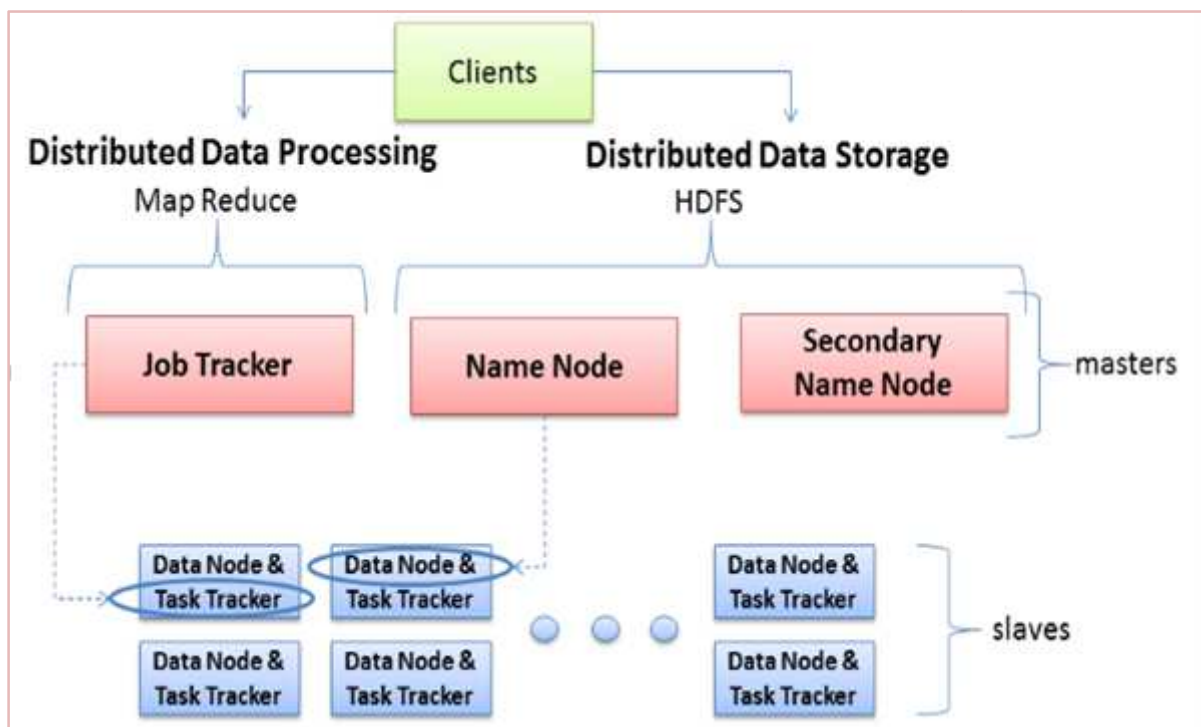 Clients
Distributed Data Processing
Map Reduce
Distributed Data Storage
HDFS
Job Tracker
Name Node
Secondary
Name Node
masters
Data Node &
Task Tracker
Data Node &
Task Tracker
Data Node &
Task Tracker
slaves
Data Node &
Task Tracker
Data Node &
Task Tracker
Data Node &
Task Tracker